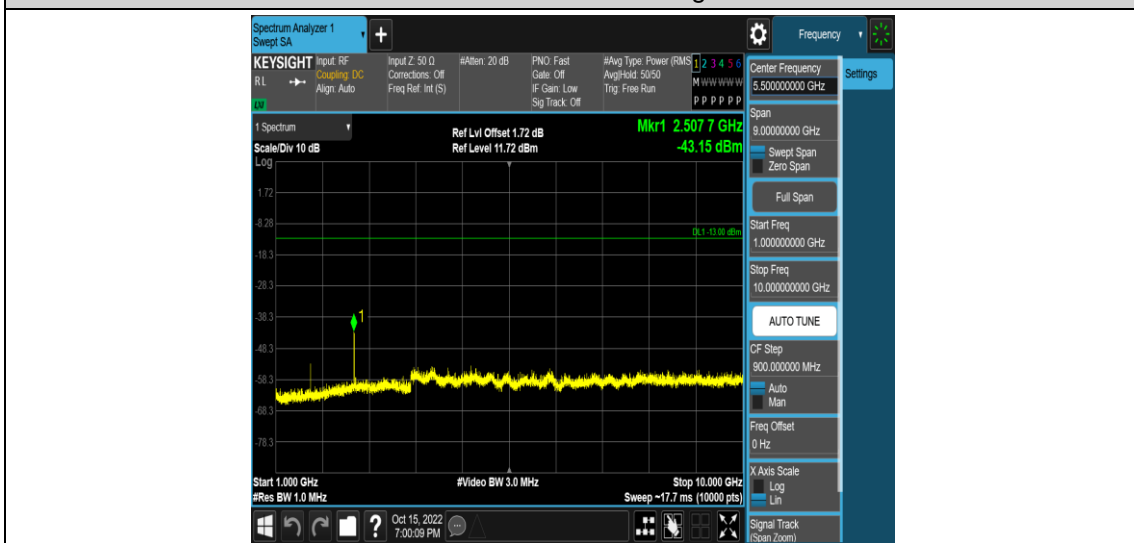 Spectrum Analyzer 1
Swept SA
+
Frequency
KEYSIGHT
RL
LXI
Input: RF
Coupling: DC
Align: Auto
Input Z: 50 Ω
Corrections: Off
Freq Ref: Int (S)
#Atten: 20 dB
PNO: Fast
Gate: Off
IF Gain: Low
Sig Track: Off
#Avg Type: Power (RMS
Avg|Hold: 50/50
Trig: Free Run
1 2 3 4 5 6
M W W W W W
P P P P P P
1 Spectrum
Scale/Div 10 dB
Ref Lvl Offset 1.72 dB
Ref Level 11.72 dBm
Mkr1 2.507 7 GHz
-43.15 dBm
Log
1.72
-8.28
DL1 -13.00 dBm
-18.3
-28.3
-38.3
1
-48.3
-58.3
-68.3
-78.3
Start 1.000 GHz
#Res BW 1.0 MHz
#Video BW 3.0 MHz
Stop 10.000 GHz
Sweep ~17.7 ms (10000 pts)
?
Oct 15, 2022
7:00:09 PM
Center Frequency
5.500000000 GHz
Settings
Span
9.00000000 GHz
Swept Span
Zero Span
Full Span
Start Freq
1.000000000 GHz
Stop Freq
10.000000000 GHz
AUTO TUNE
CF Step
900.000000 MHz
Auto
Man
Freq Offset
0 Hz
X Axis Scale
Log
Lin
Signal Track
(Span Zoom)